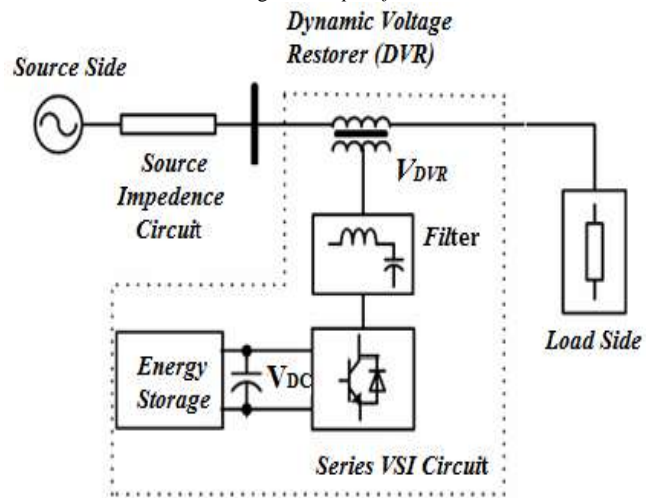 Dynamic Voltage
Restorer (DVR)
Source Side
Source
Impedence
Circuit
VDVR
Filter
Load Side
Energy
Storage
VDC
Series VSI Circuit